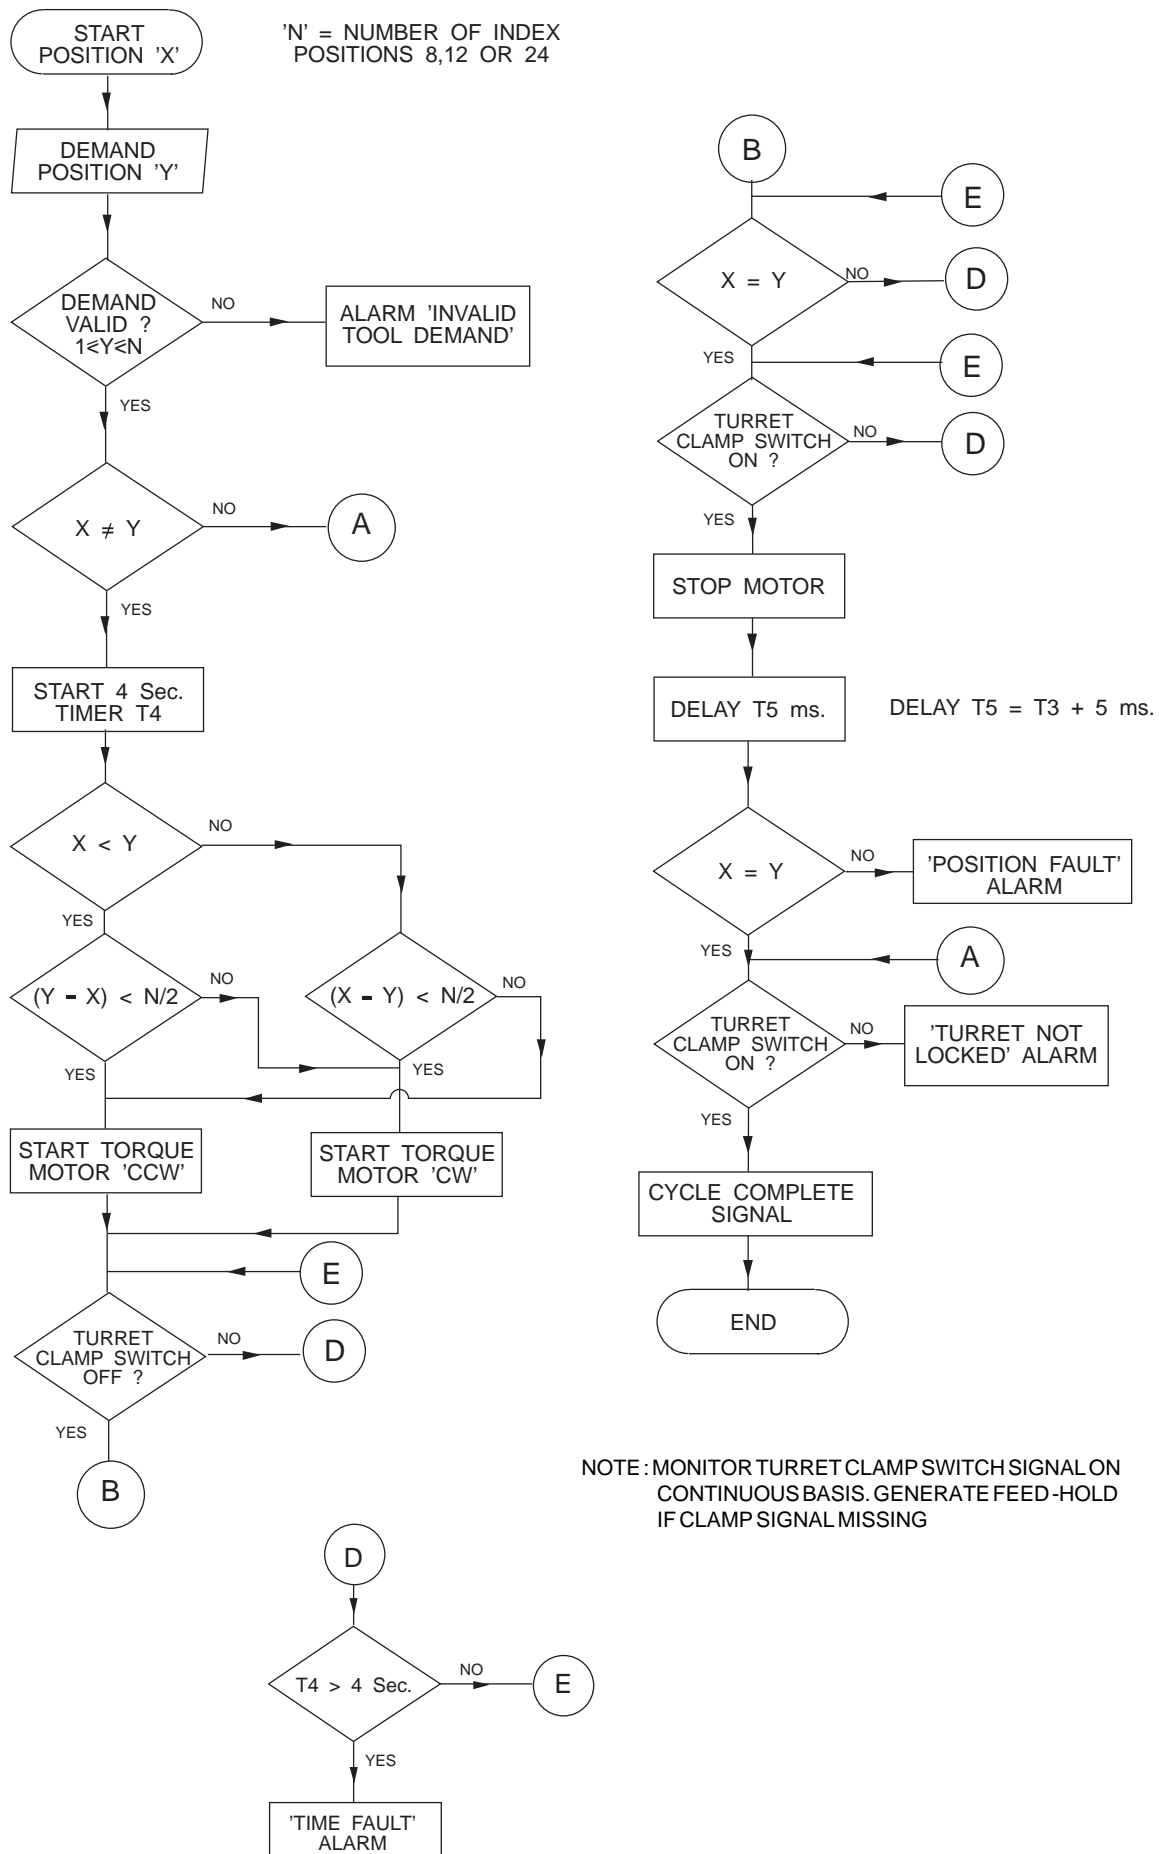 START
POSITION 'X'
'N' = NUMBER OF INDEX
POSITIONS 8,12 OR 24
DEMAND
POSITION 'Y'
DEMAND
VALID ?
1≤Y≤N
NO
ALARM 'INVALID
TOOL DEMAND'
YES
X ≠ Y
NO
A
YES
START 4 Sec.
TIMER T4
X < Y
NO
YES
(Y - X) < N/2
NO
(X - Y) < N/2
NO
YES
YES
START TORQUE
MOTOR 'CCW'
START TORQUE
MOTOR 'CW'
E
TURRET
CLAMP SWITCH
OFF ?
NO
D
YES
B
B
E
X = Y
NO
D
YES
E
TURRET
CLAMP SWITCH
ON ?
NO
D
YES
STOP MOTOR
DELAY T5 ms.
DELAY T5 = T3 + 5 ms.
X = Y
NO
'POSITION FAULT'
ALARM
YES
A
TURRET
CLAMP SWITCH
ON ?
NO
'TURRET NOT
LOCKED' ALARM
YES
CYCLE COMPLETE
SIGNAL
END
NOTE : MONITOR TURRET CLAMP SWITCH SIGNAL ON
CONTINUOUS BASIS. GENERATE FEED-HOLD
IF CLAMP SIGNAL MISSING
D
T4 > 4 Sec.
NO
E
YES
'TIME FAULT'
ALARM